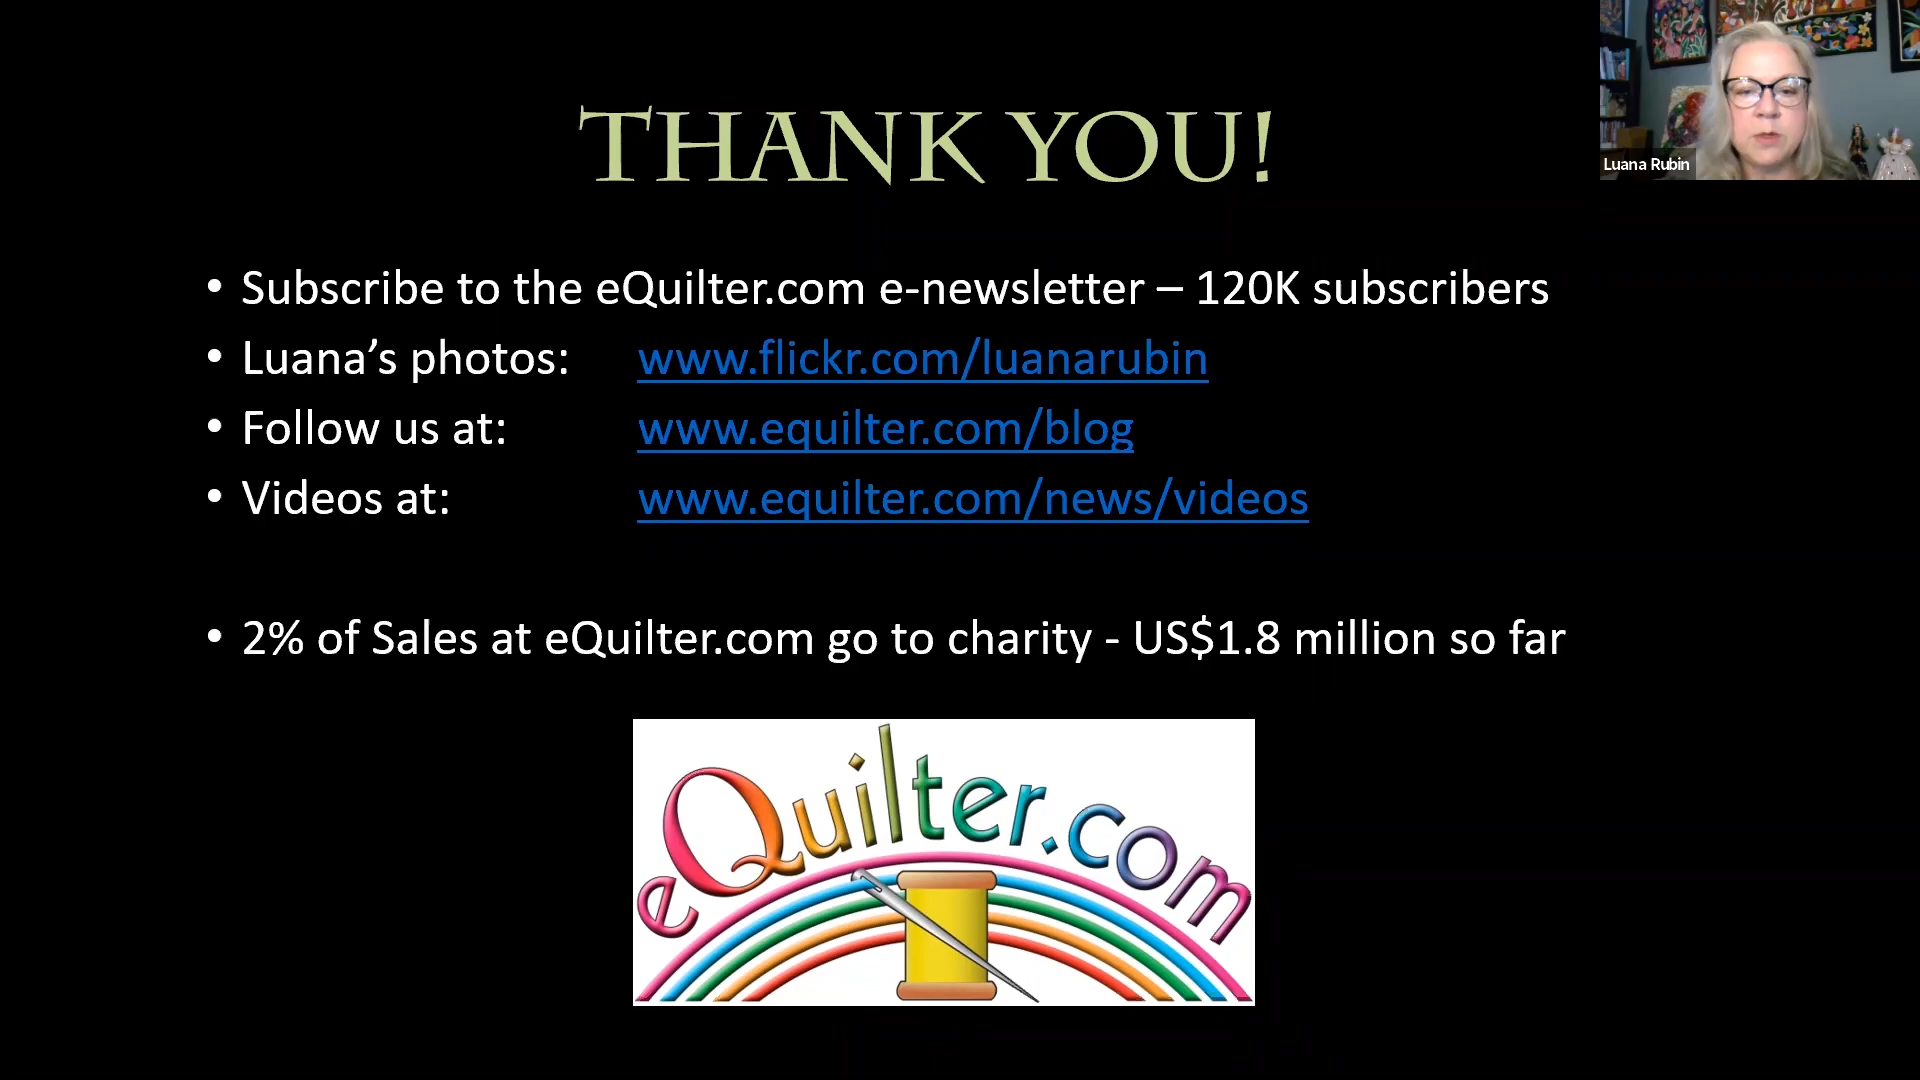 THANK YOU!
Luana Rubin
• Subscribe to the eQuilter.com e-newsletter – 120K subscribers
• Luana’s photos: www.flickr.com/luanarubin
• Follow us at: www.equilter.com/blog
• Videos at: www.equilter.com/news/videos
• 2% of Sales at eQuilter.com go to charity - US$1.8 million so far
eQuilter.com